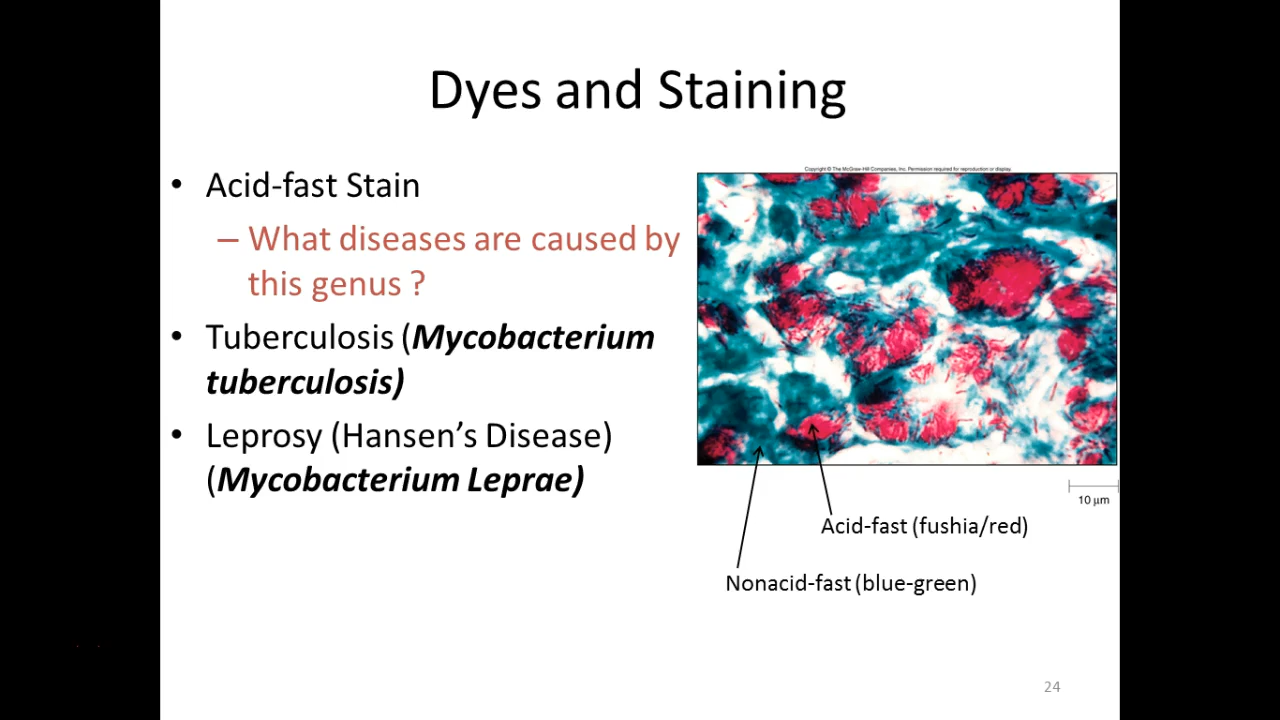 Dyes and Staining
• Acid-fast Stain
– What diseases are caused by
this genus ?
• Tuberculosis (Mycobacterium
tuberculosis)
• Leprosy (Hansen's Disease)
(Mycobacterium Leprae)
Copyright © The McGraw-Hill Companies, Inc. Permission required for reproduction or display.
10 µm
Acid-fast (fushia/red)
Nonacid-fast (blue-green)
24